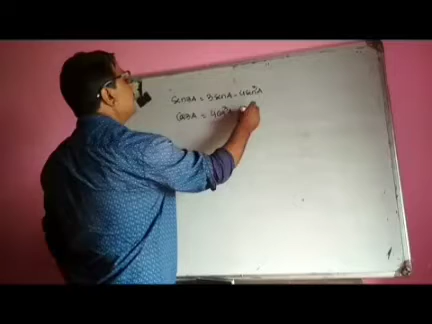 Sin3A = 3SinA - 4Sin³A
Cos3A = 4Cos³A